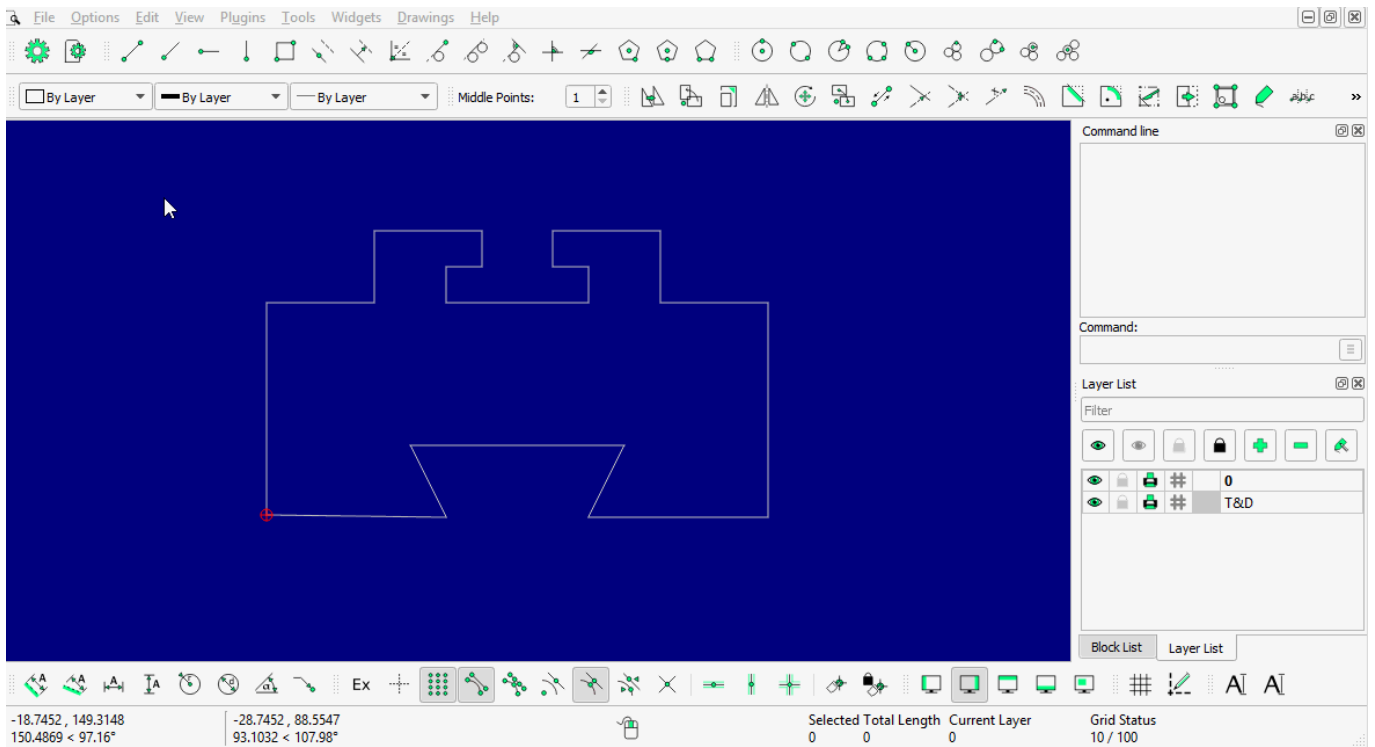 File Options Edit View Plugins Tools Widgets Drawings Help
By Layer By Layer By Layer Middle Points: 1 abc »
Command line
Command:
Layer List
Filter
0
T&D
Block List Layer List
A A A A a Ex AI AI
-18.7452 , 149.3148 -28.7452 , 88.5547 Selected Total Length Current Layer Grid Status
150.4869 < 97.16° 93.1032 < 107.98° 0 0 0 10 / 100